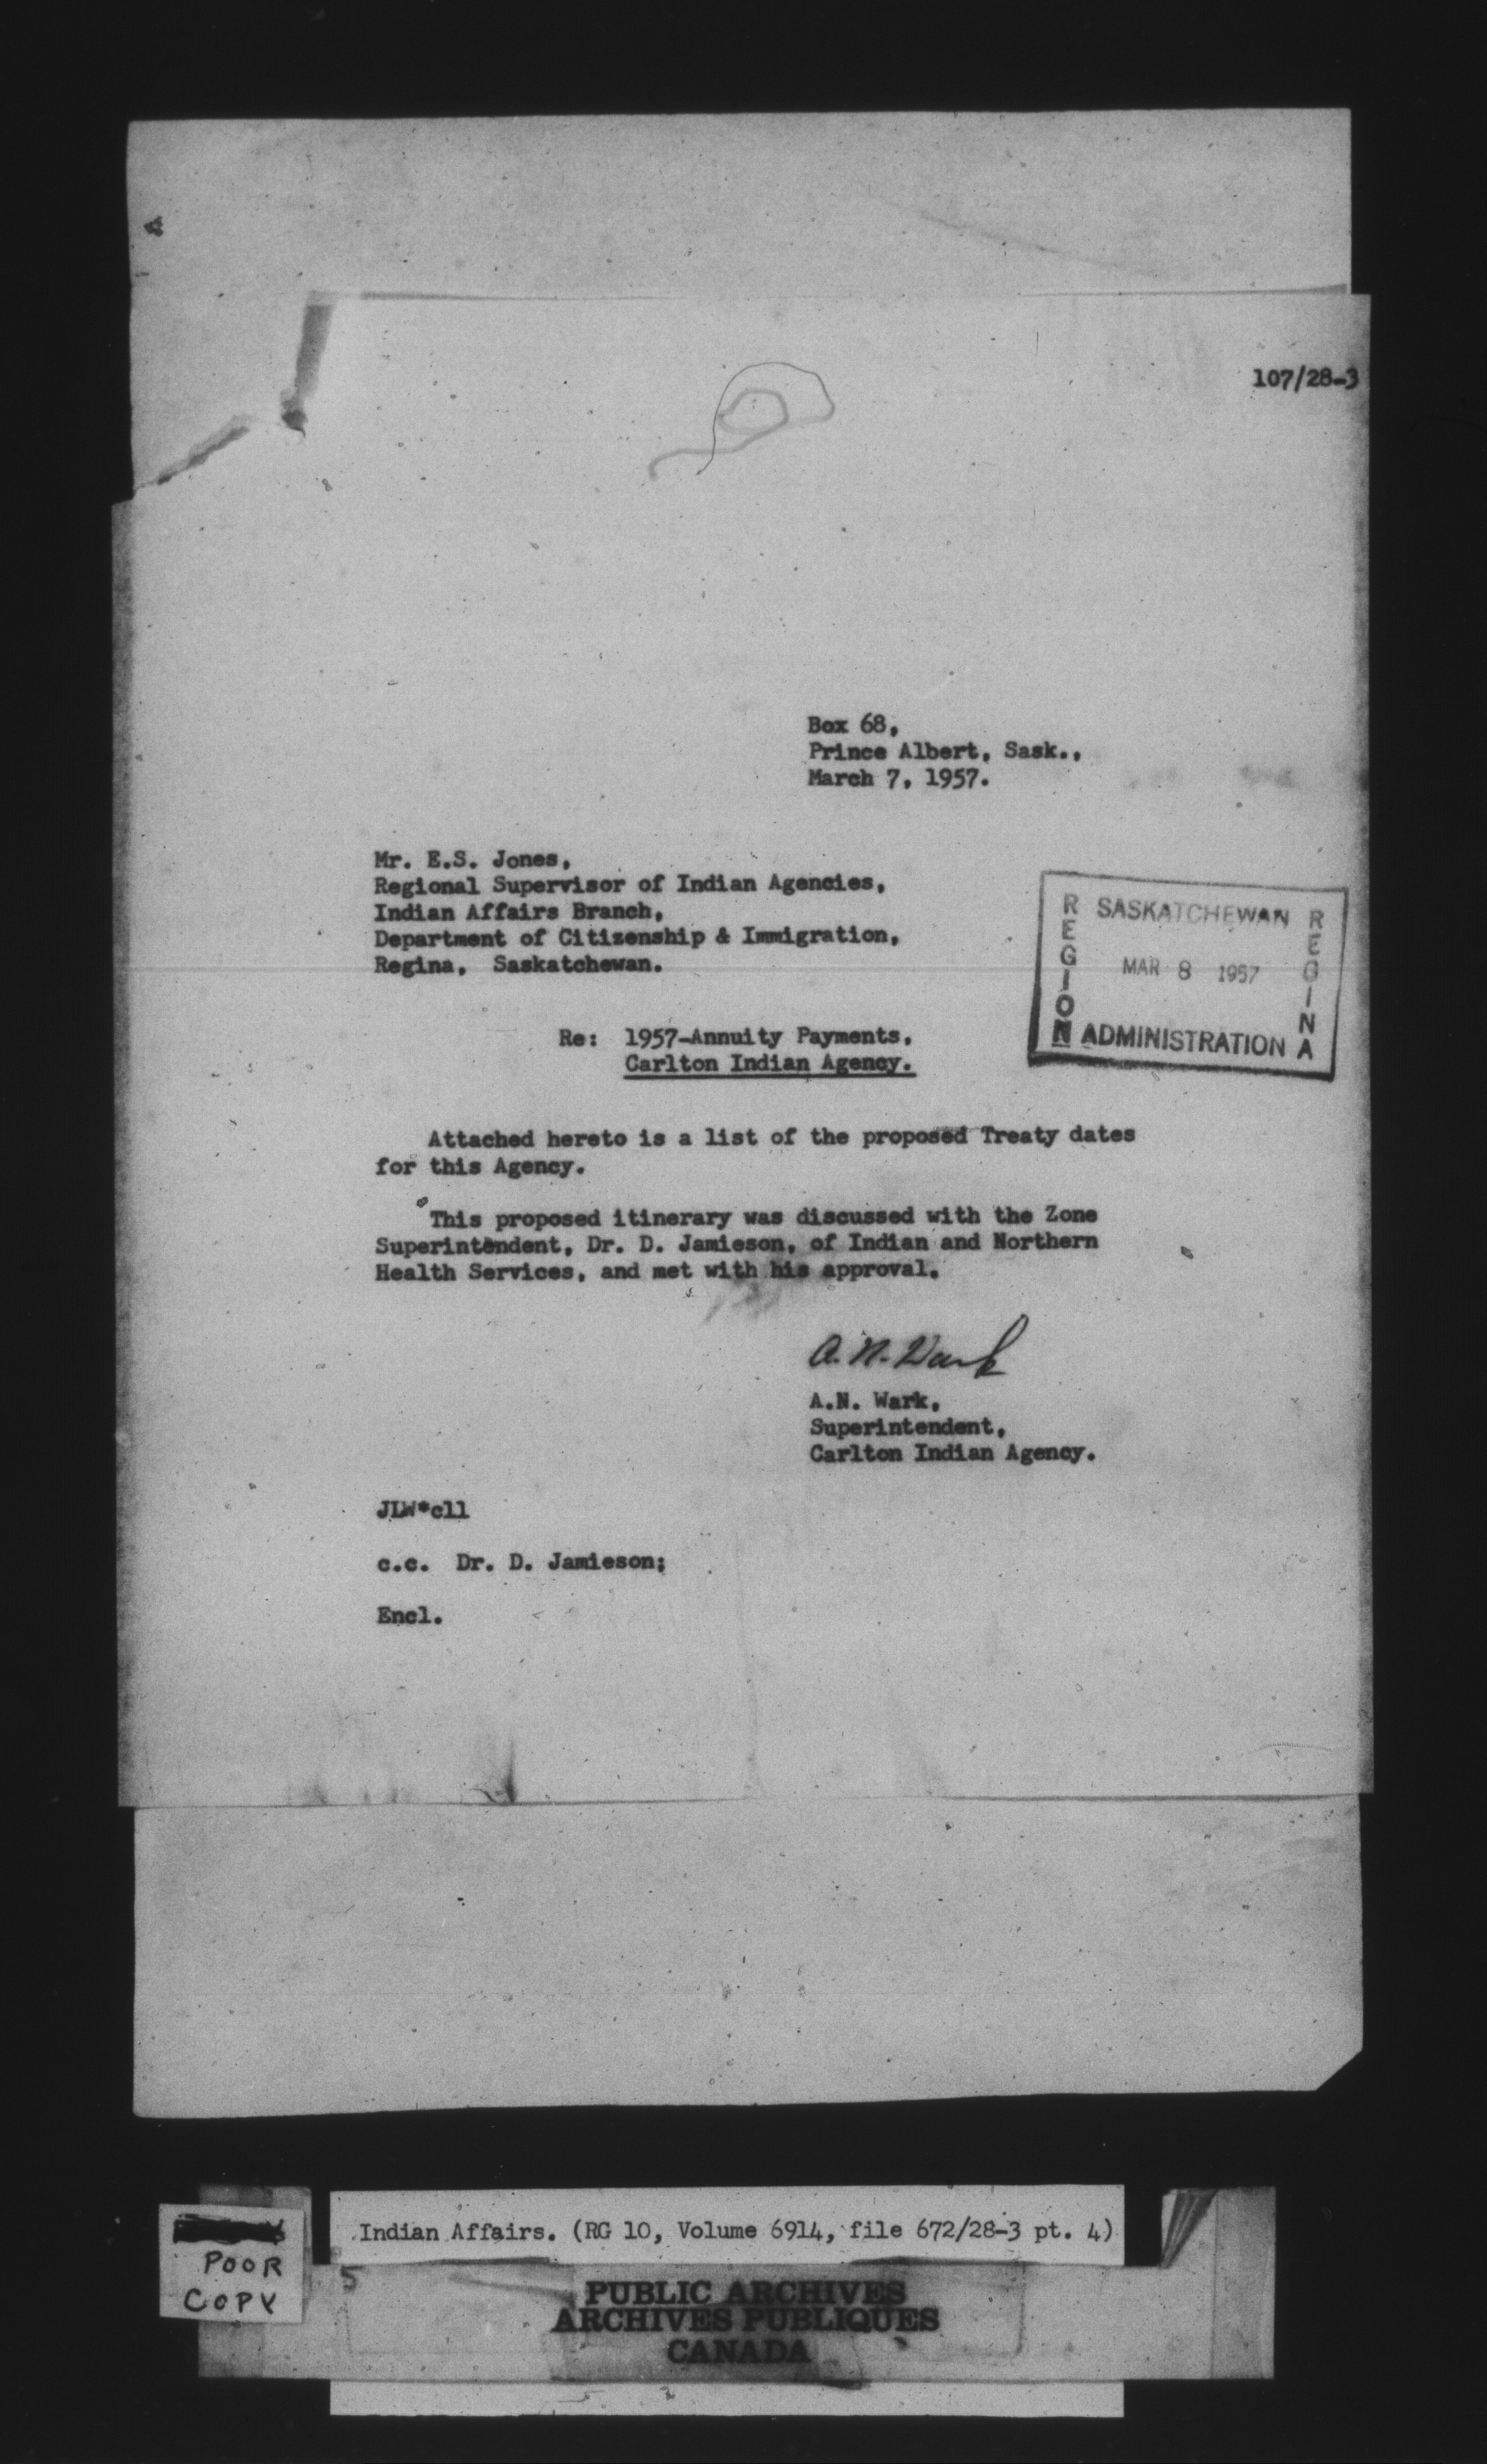 107/28-3
Box 68,
Prince Albert, Sask.,
March 7, 1957.
Mr. E.S. Jones,
Regional Supervisor of Indian Agencies,
Indian Affairs Branch,
Department of Citizenship & Immigration,
Regina, Saskatchewan.
REGION
SASKATCHEWAN
MAR 8 1957
ADMINISTRATION
REGINA
Re: 1957-Annuity Payments,
Carlton Indian Agency.
Attached hereto is a list of the proposed Treaty dates
for this Agency.
This proposed itinerary was discussed with the Zone
Superintendent, Dr. D. Jamieson, of Indian and Northern
Health Services, and met with his approval.
A. N. Wark
A.N. Wark,
Superintendent,
Carlton Indian Agency.
JLW*cll
c.c. Dr. D. Jamieson;
Encl.
Indian Affairs. (RG 10, Volume 6914, file 672/28-3 pt. 4)
POOR
COPY
5
PUBLIC ARCHIVES
ARCHIVES PUBLIQUES
CANADA